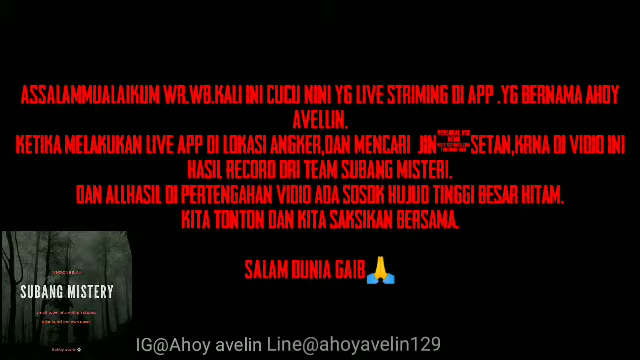 ASSALAMMUALAIKUM WR.WB.KALI INI CUCU NINI YG LIVE STRIMING DI APP .YG BERNAMA AHOY
AVELLIN.
KETIKA MELAKUKAN LIVE APP DI LOKASI ANGKER,DAN MENCARI JIN SETAN,KRNA DI VIDIO INI
HASIL RECORD DRI TEAM SUBANG MISTERI.
DAN ALLHASIL DI PERTENGAHAN VIDIO ADA SOSOK HUJUD TINGGI BESAR HITAM.
KITA TONTON DAN KITA SAKSIKAN BERSAMA.
SALAM DUNIA GAIB🙏
SUBANG MISTERY
IG@Ahoy avelin Line@ahoyavelin129